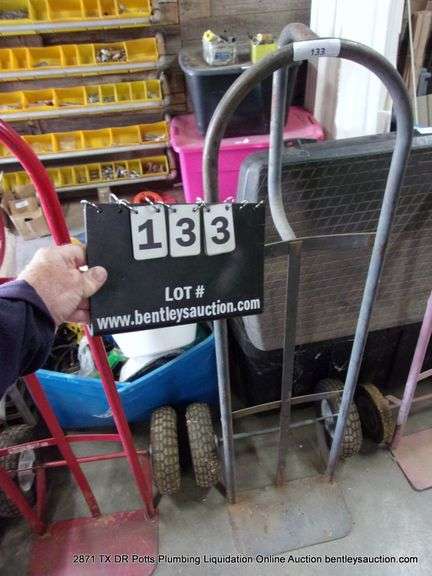 133
133
LOT #
www.bentleysauction.com
2871 TX DR Potts Plumbing Liquidation Online Auction bentleysauction.com